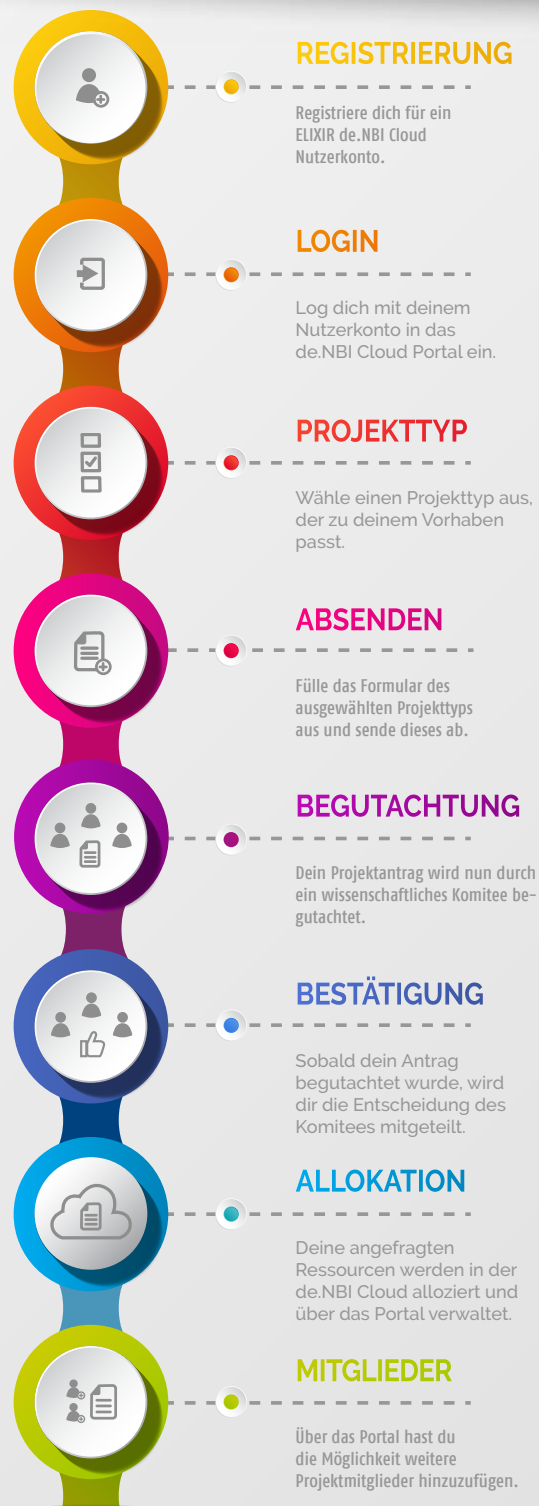 REGISTRIERUNG
Registriere dich für ein
ELIXIR de.NBI Cloud
Nutzerkonto.
LOGIN
Log dich mit deinem
Nutzerkonto in das
de.NBI Cloud Portal ein.
PROJEKTTYP
Wähle einen Projekttyp aus,
der zu deinem Vorhaben
passt.
ABSENDEN
Fülle das Formular des
ausgewählten Projekttyps
aus und sende dieses ab.
BEGUTACHTUNG
Dein Projektantrag wird nun durch
ein wissenschaftliches Komitee be-
gutachtet.
BESTÄTIGUNG
Sobald dein Antrag
begutachtet wurde, wird
dir die Entscheidung des
Komitees mitgeteilt.
ALLOKATION
Deine angefragten
Ressourcen werden in der
de.NBI Cloud alloziert und
über das Portal verwaltet.
MITGLIEDER
Über das Portal hast du
die Möglichkeit weitere
Projektmitglieder hinzuzufügen.